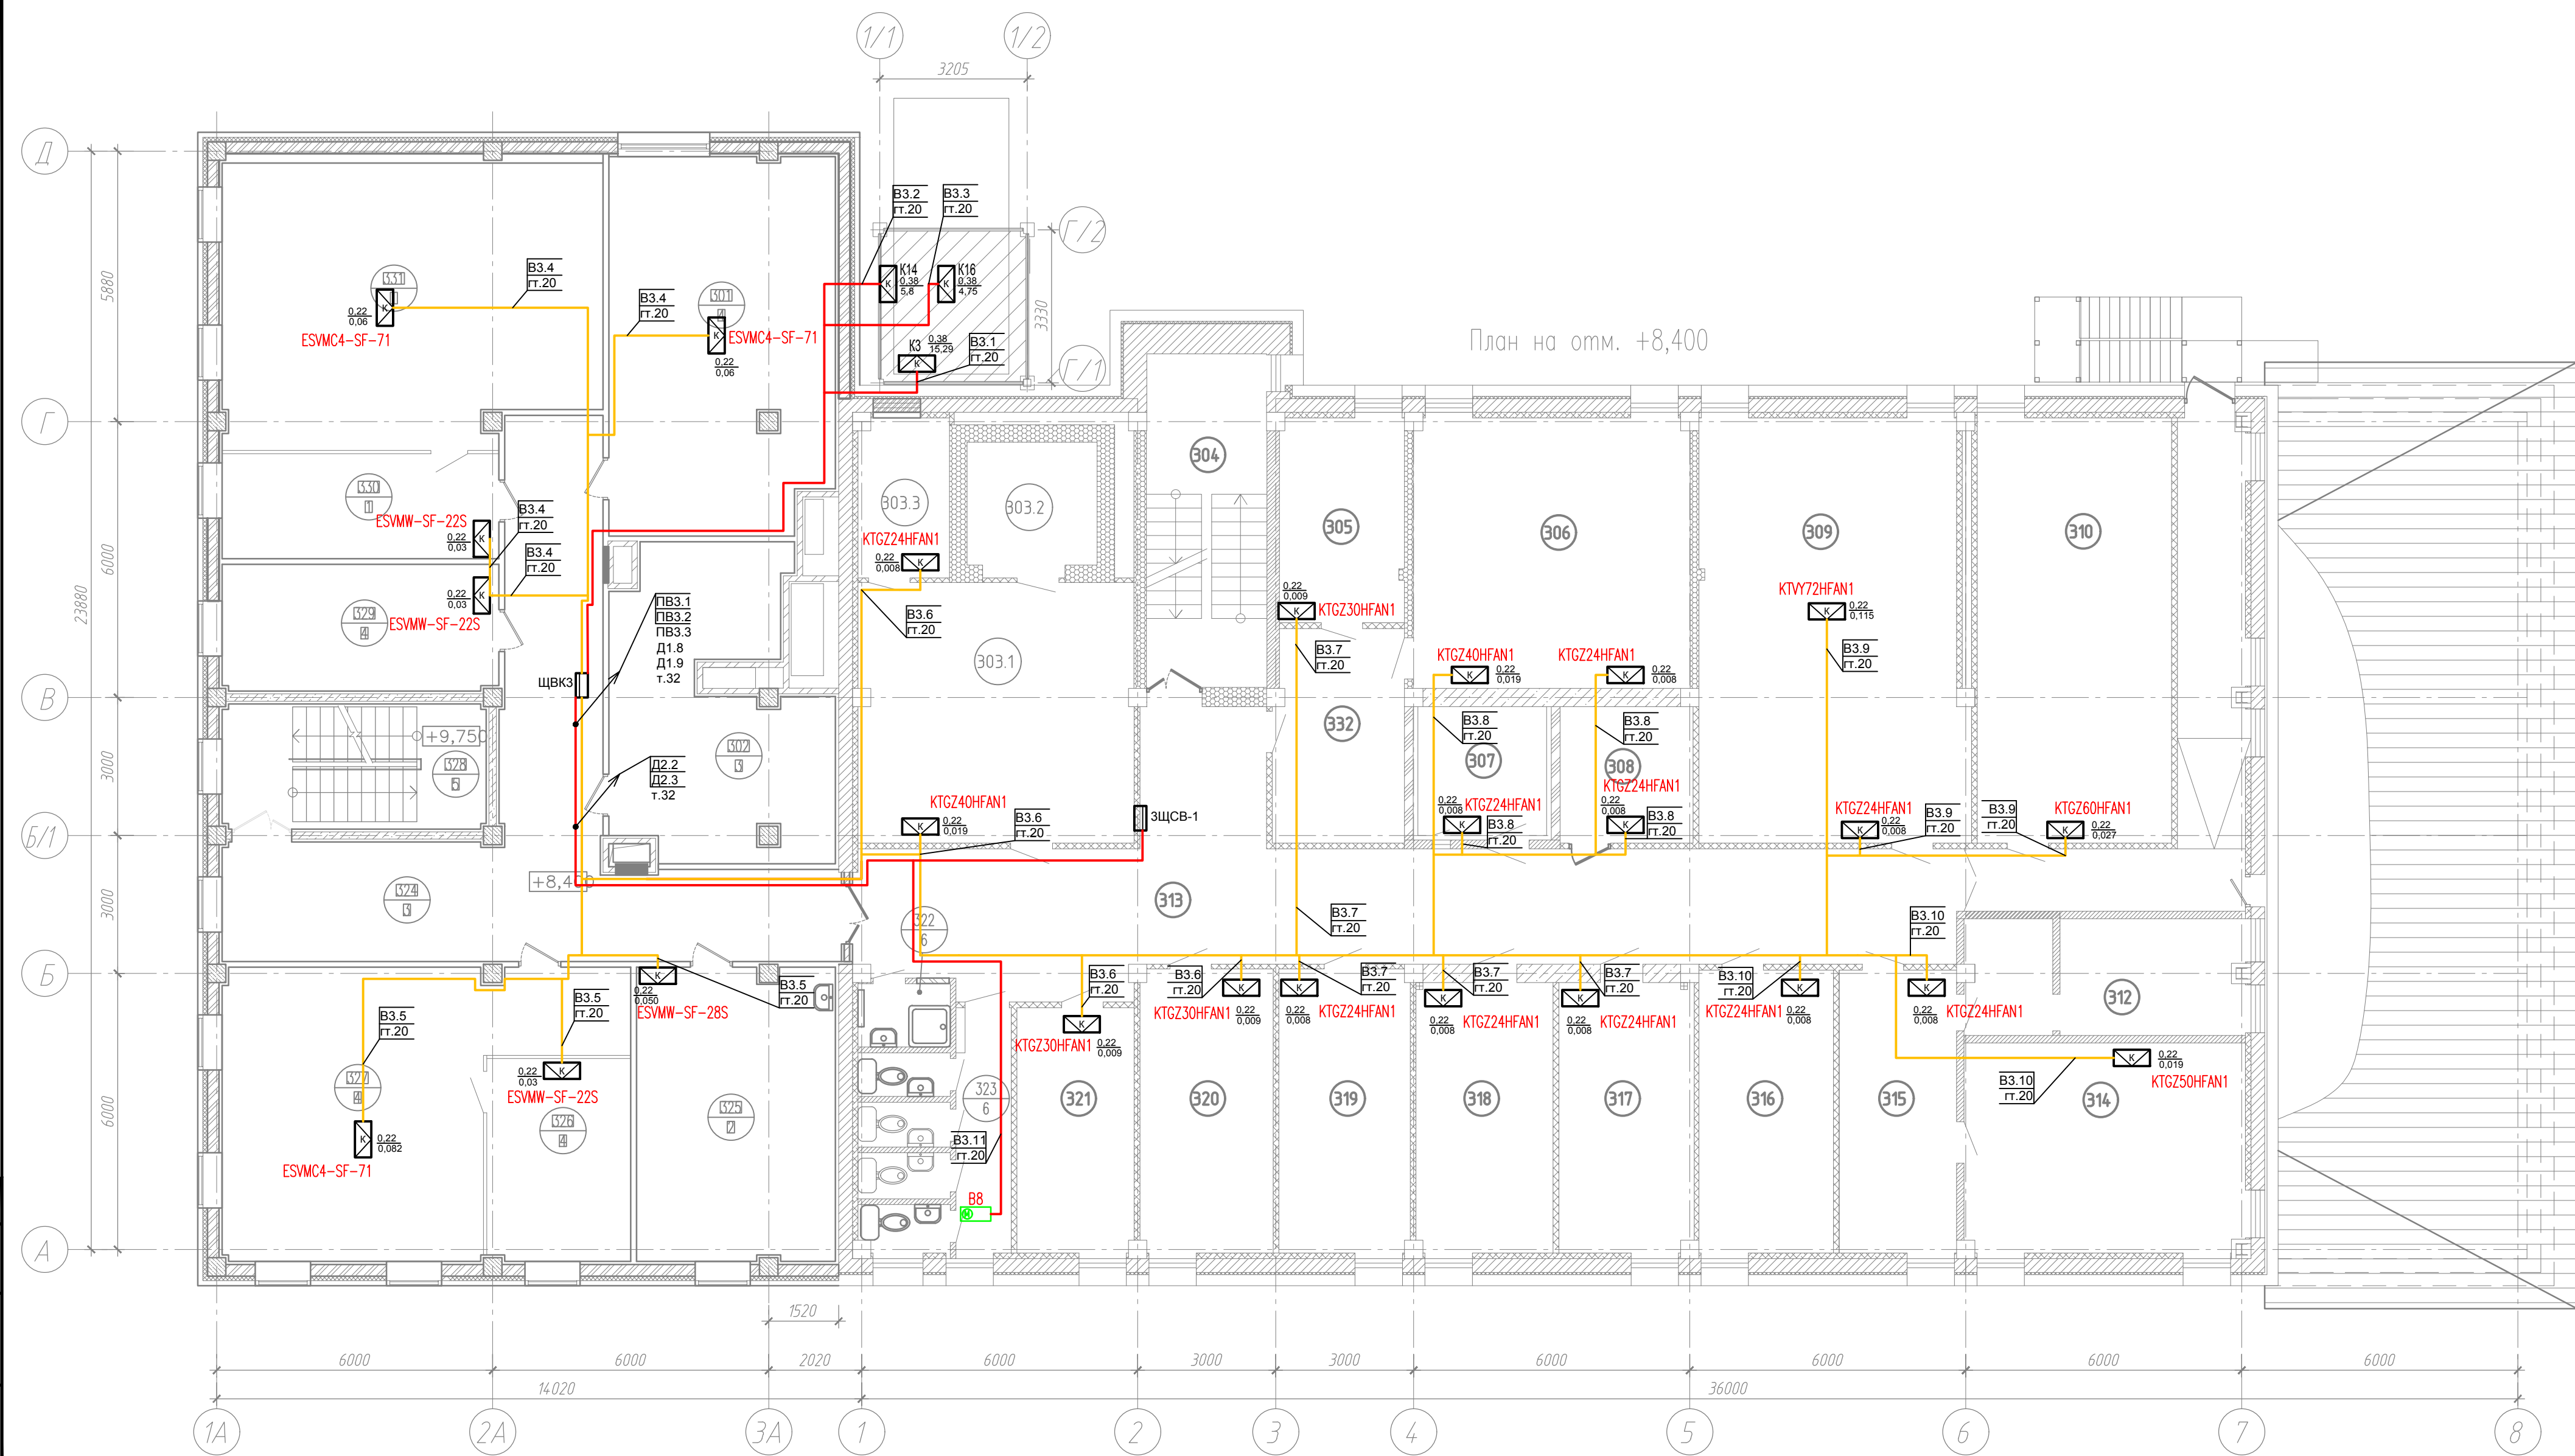 1/1
1/2
3205
Д
В3.2
гт.20
В3.3
гт.20
Г/2
К14
0,38
5,8
К16
0,38
4,75
331
В3.4
гт.20
0,22
0,06
ESVMC4-SF-71
В3.4
гт.20
301
4
ESVMC4-SF-71
0,22
0,06
5880
3330
К3
0,38
15,29
В3.1
гт.20
Г/1
План на отм. +8,400
Г
304
330
1
303.3
303.2
305
306
309
310
ESVMW-SF-22S
0,22
0,03
В3.4
гт.20
В3.4
гт.20
KTGZ24HFAN1
0,22
0,008
6000
23880
0,22
0,03
329
4
ESVMW-SF-22S
ПВ3.1
ПВ3.2
ПВ3.3
Д1.8
Д1.9
т.32
В3.6
гт.20
0,22
0,009
KTGZ30HFAN1
KTVY72HFAN1
0,22
0,115
303.1
В3.7
гт.20
KTGZ40HFAN1
0,22
0,019
KTGZ24HFAN1
0,22
0,008
В3.9
гт.20
ЩВК3
В
+9,750
328
5
302
3
332
В3.8
гт.20
В3.8
гт.20
307
308
3000
Д2.2
Д2.3
т.32
KTGZ40HFAN1
0,22
0,019
В3.6
гт.20
3ЩСВ-1
0,22
0,008
KTGZ24HFAN1
В3.8
гт.20
KTGZ24HFAN1
0,22
0,008
В3.8
гт.20
KTGZ24HFAN1
0,22
0,008
В3.9
гт.20
В3.9
гт.20
KTGZ60HFAN1
0,22
0,027
Б/1
+8,4
324
3
3000
322
6
313
В3.7
гт.20
В3.10
гт.20
Б
0,22
0,050
ESVMW-SF-28S
В3.5
гт.20
В3.5
гт.20
В3.5
гт.20
В3.6
гт.20
В3.6
гт.20
KTGZ30HFAN1
0,22
0,009
0,22
0,008
KTGZ24HFAN1
В3.7
гт.20
В3.7
гт.20
0,22
0,008
KTGZ24HFAN1
В3.7
гт.20
0,22
0,008
KTGZ24HFAN1
В3.10
гт.20
KTGZ24HFAN1
0,22
0,008
0,22
0,008
KTGZ24HFAN1
312
KTGZ30HFAN1
0,22
0,009
0,22
0,019
KTGZ50HFAN1
В3.10
гт.20
327
4
0,22
0,03
ESVMW-SF-22S
326
4
325
2
323
6
321
320
319
318
317
316
315
314
6000
0,22
0,082
ESVMC4-SF-71
В3.11
гт.20
В8
А
1520
6000
6000
2020
6000
3000
3000
6000
6000
6000
6000
14020
36000
1А
2А
3А
1
2
3
4
5
6
7
8